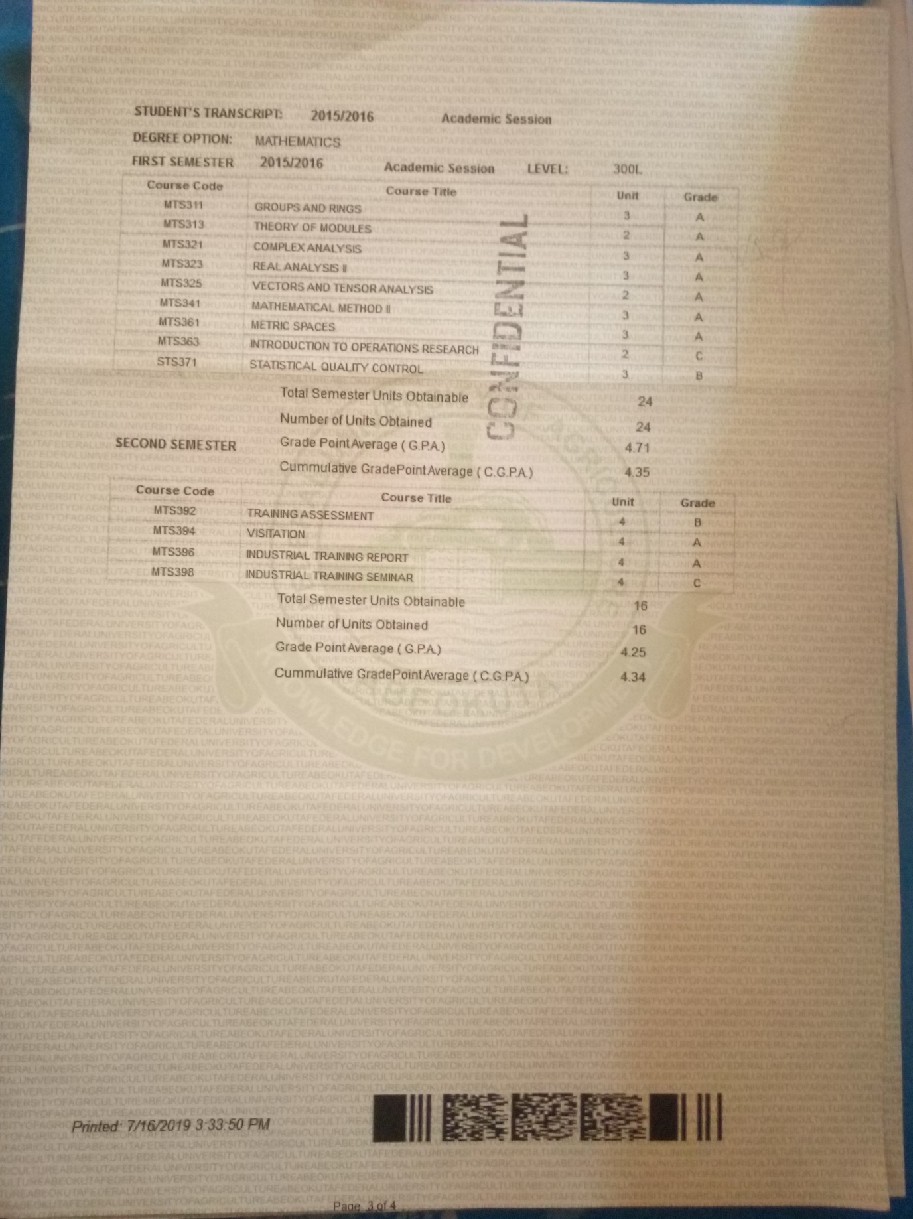 STUDENT'S TRANSCRIPT: 2015/2016 Academic Session
DEGREE OPTION: MATHEMATICS
FIRST SEMESTER 2015/2016 Academic Session LEVEL: 300L
Course Code Course Title Unit Grade
MTS311 GROUPS AND RINGS 3 A
MTS313 THEORY OF MODULES 2 A
MTS321 COMPLEX ANALYSIS 3 A
MTS323 REAL ANALYSIS II 3 A
MTS325 VECTORS AND TENSOR ANALYSIS 2 A
MTS341 MATHEMATICAL METHOD II 3 A
MTS361 METRIC SPACES 3 A
MTS363 INTRODUCTION TO OPERATIONS RESEARCH 2 C
STS371 STATISTICAL QUALITY CONTROL 3 B
CONFIDENTIAL
Total Semester Units Obtainable 24
Number of Units Obtained 24
Grade Point Average ( G.P.A.) 4.71
Cummulative Grade Point Average ( C.G.P.A.) 4.35
SECOND SEMESTER
Course Code Course Title Unit Grade
MTS392 TRAINING ASSESSMENT 4 B
MTS394 VISITATION 4 A
MTS396 INDUSTRIAL TRAINING REPORT 4 A
MTS398 INDUSTRIAL TRAINING SEMINAR 4 C
Total Semester Units Obtainable 16
Number of Units Obtained 16
Grade Point Average ( G.P.A.) 4.25
Cummulative Grade Point Average ( C.G.P.A.) 4.34
ABEOKUTA
KNOWLEDGE FOR DEVELOPMENT
Printed: 7/16/2019 3:33:50 PM
Page 3 of 4